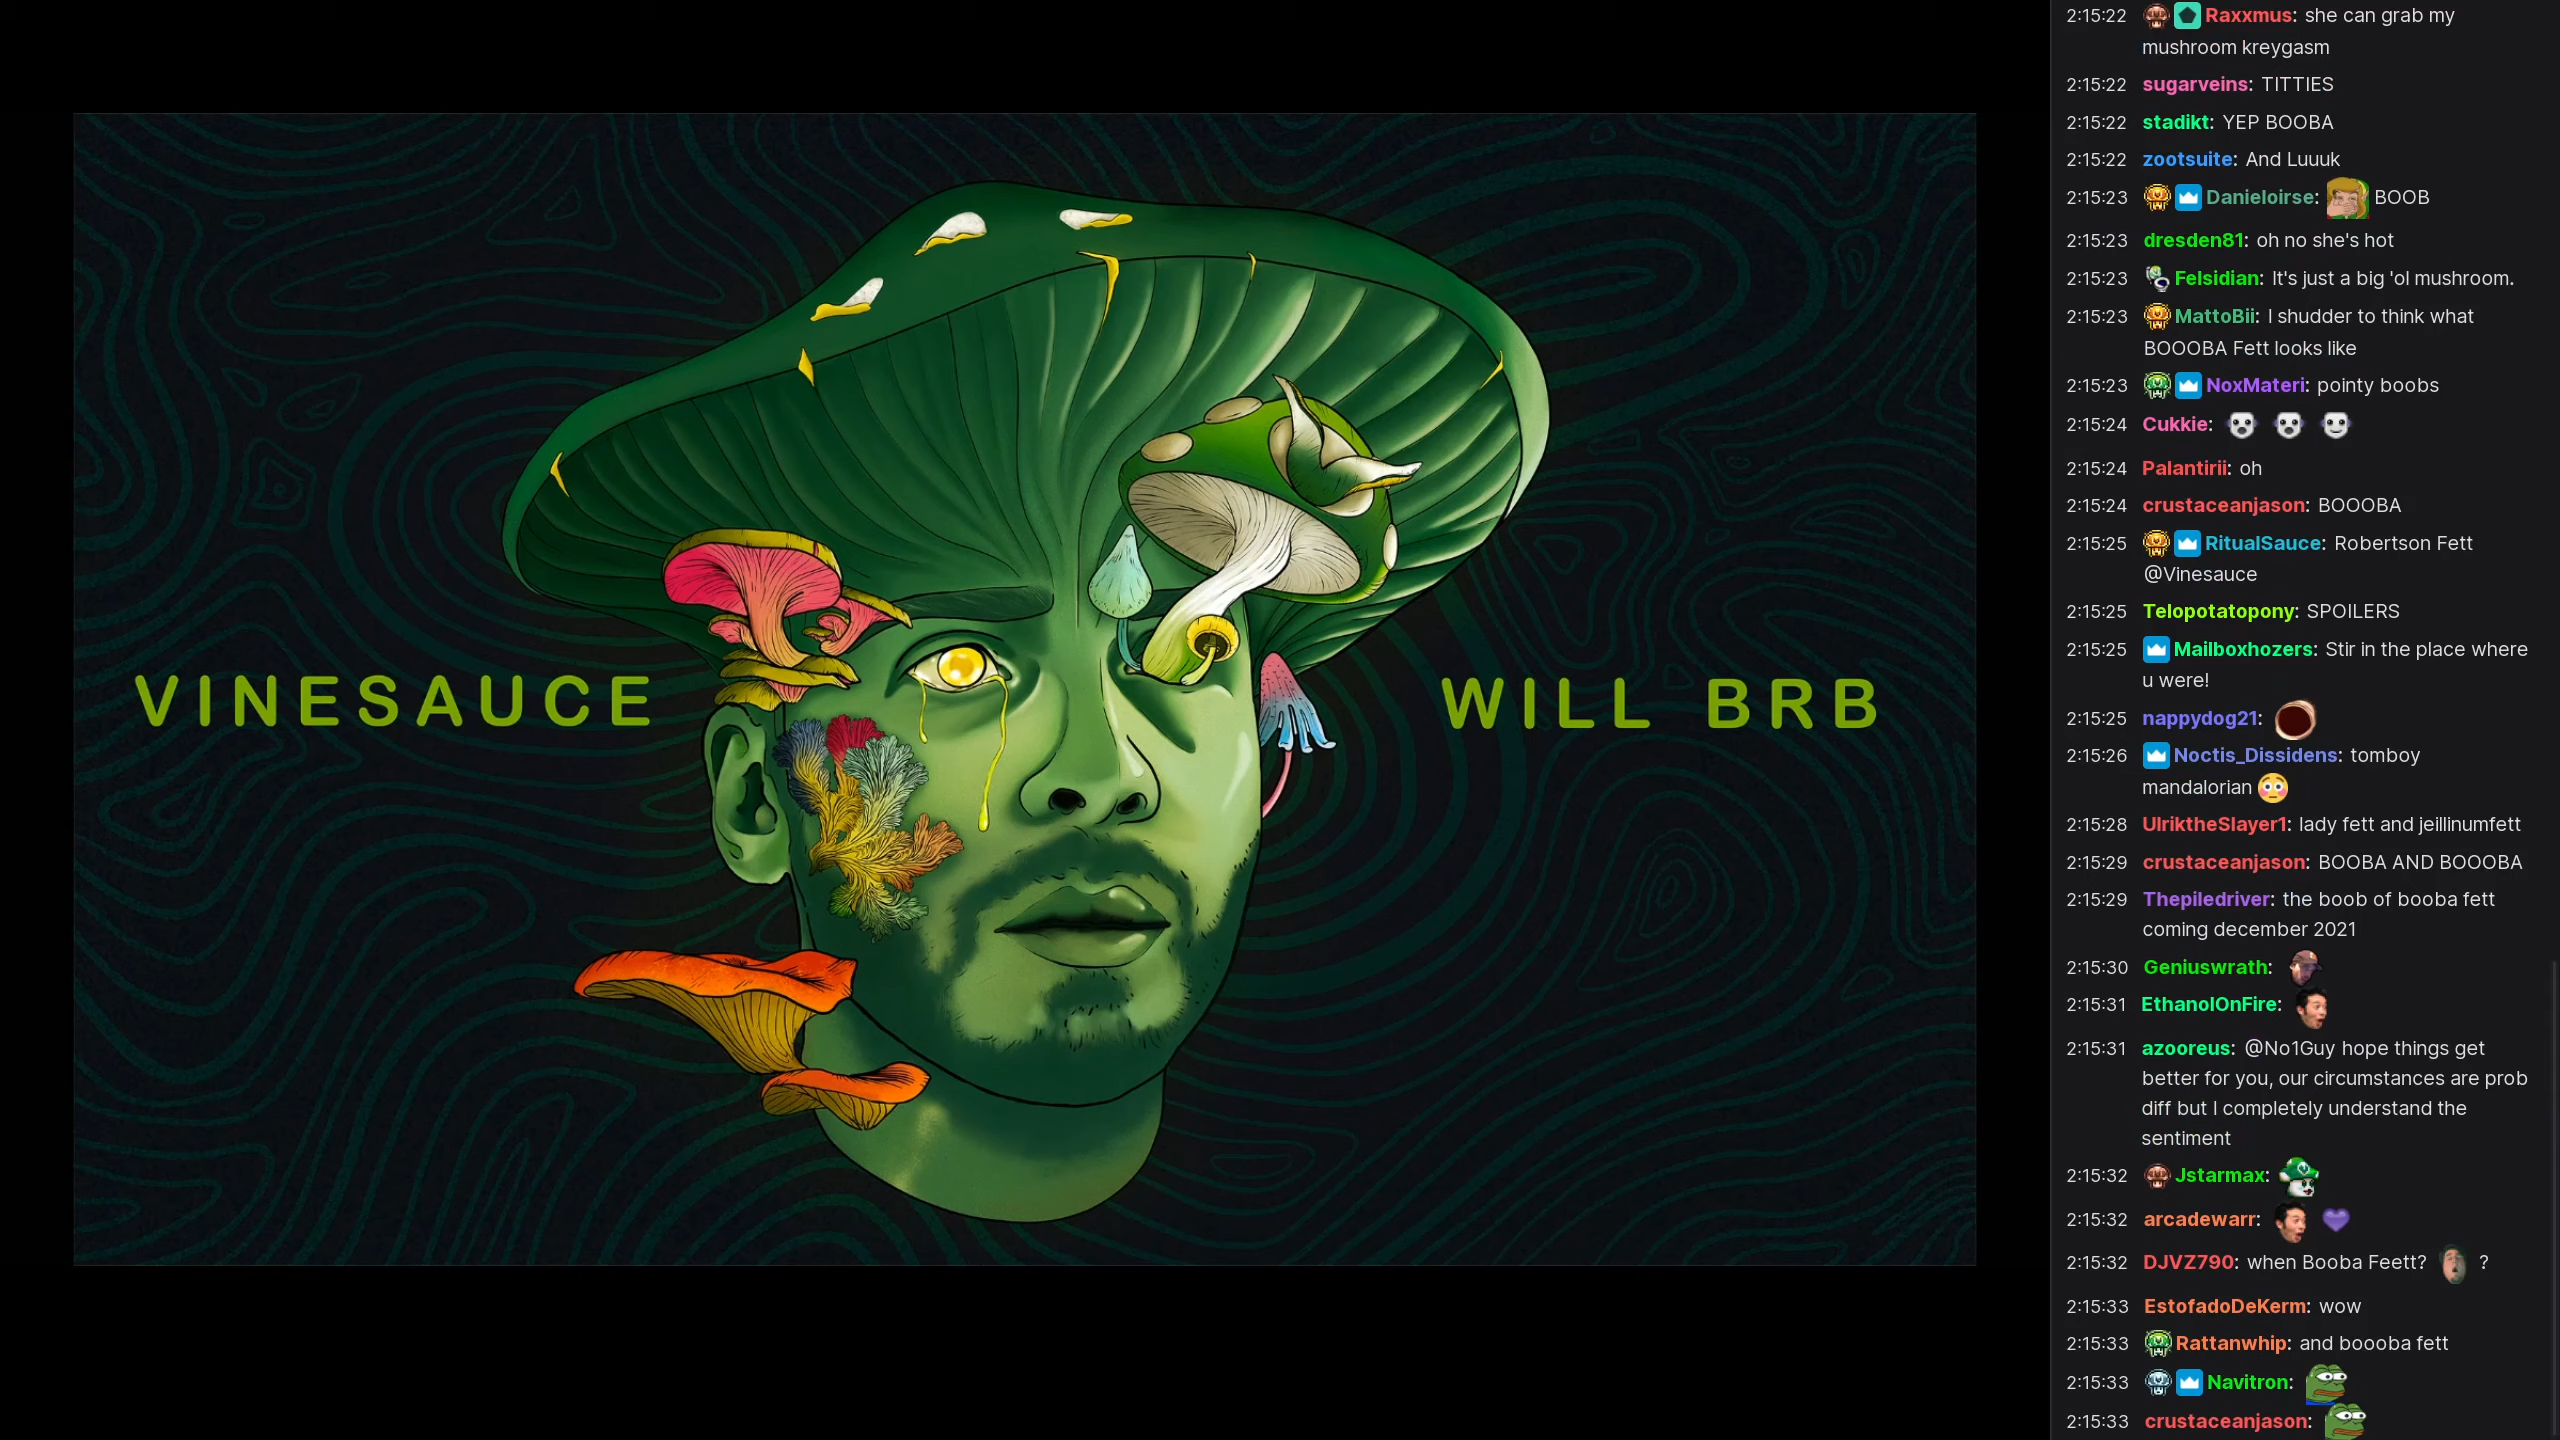 VINESAUCE
WILL BRB
2:15:22 Raxxmus: she can grab my
mushroom kreygasm
2:15:22 sugarveins: TITTIES
2:15:22 stadikt: YEP BOOBA
2:15:22 zootsuite: And Luuuk
2:15:23 Danieloirse: BOOB
2:15:23 dresden81: oh no she's hot
2:15:23 Felsidian: It's just a big 'ol mushroom.
2:15:23 MattoBii: I shudder to think what
BOOOBA Fett looks like
2:15:23 NoxMateri: pointy boobs
2:15:24 Cukkie:
2:15:24 Palantirii: oh
2:15:24 crustaceanjason: BOOOBA
2:15:25 RitualSauce: Robertson Fett
@Vinesauce
2:15:25 Telopotatopony: SPOILERS
2:15:25 Mailboxhozers: Stir in the place where
u were!
2:15:25 nappydog21:
2:15:26 Noctis_Dissidens: tomboy
mandalorian
2:15:28 UlriktheSlayer1: lady fett and jeillinumfett
2:15:29 crustaceanjason: BOOBA AND BOOOBA
2:15:29 Thepiledriver: the boob of booba fett
coming december 2021
2:15:30 Geniuswrath:
2:15:31 EthanolOnFire:
2:15:31 azooreus: @No1Guy hope things get
better for you, our circumstances are prob
diff but I completely understand the
sentiment
2:15:32 Jstarmax:
2:15:32 arcadewarr:
2:15:32 DJVZ790: when Booba Feett? ?
2:15:33 EstofadoDeKerm: wow
2:15:33 Rattanwhip: and boooba fett
2:15:33 Navitron:
2:15:33 crustaceanjason: